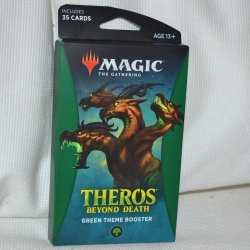 INCLUDES
35 CARDS
AGE 13+
MAGIC
THE GATHERING
THEROS
BEYOND DEATH
GREEN THEME BOOSTER